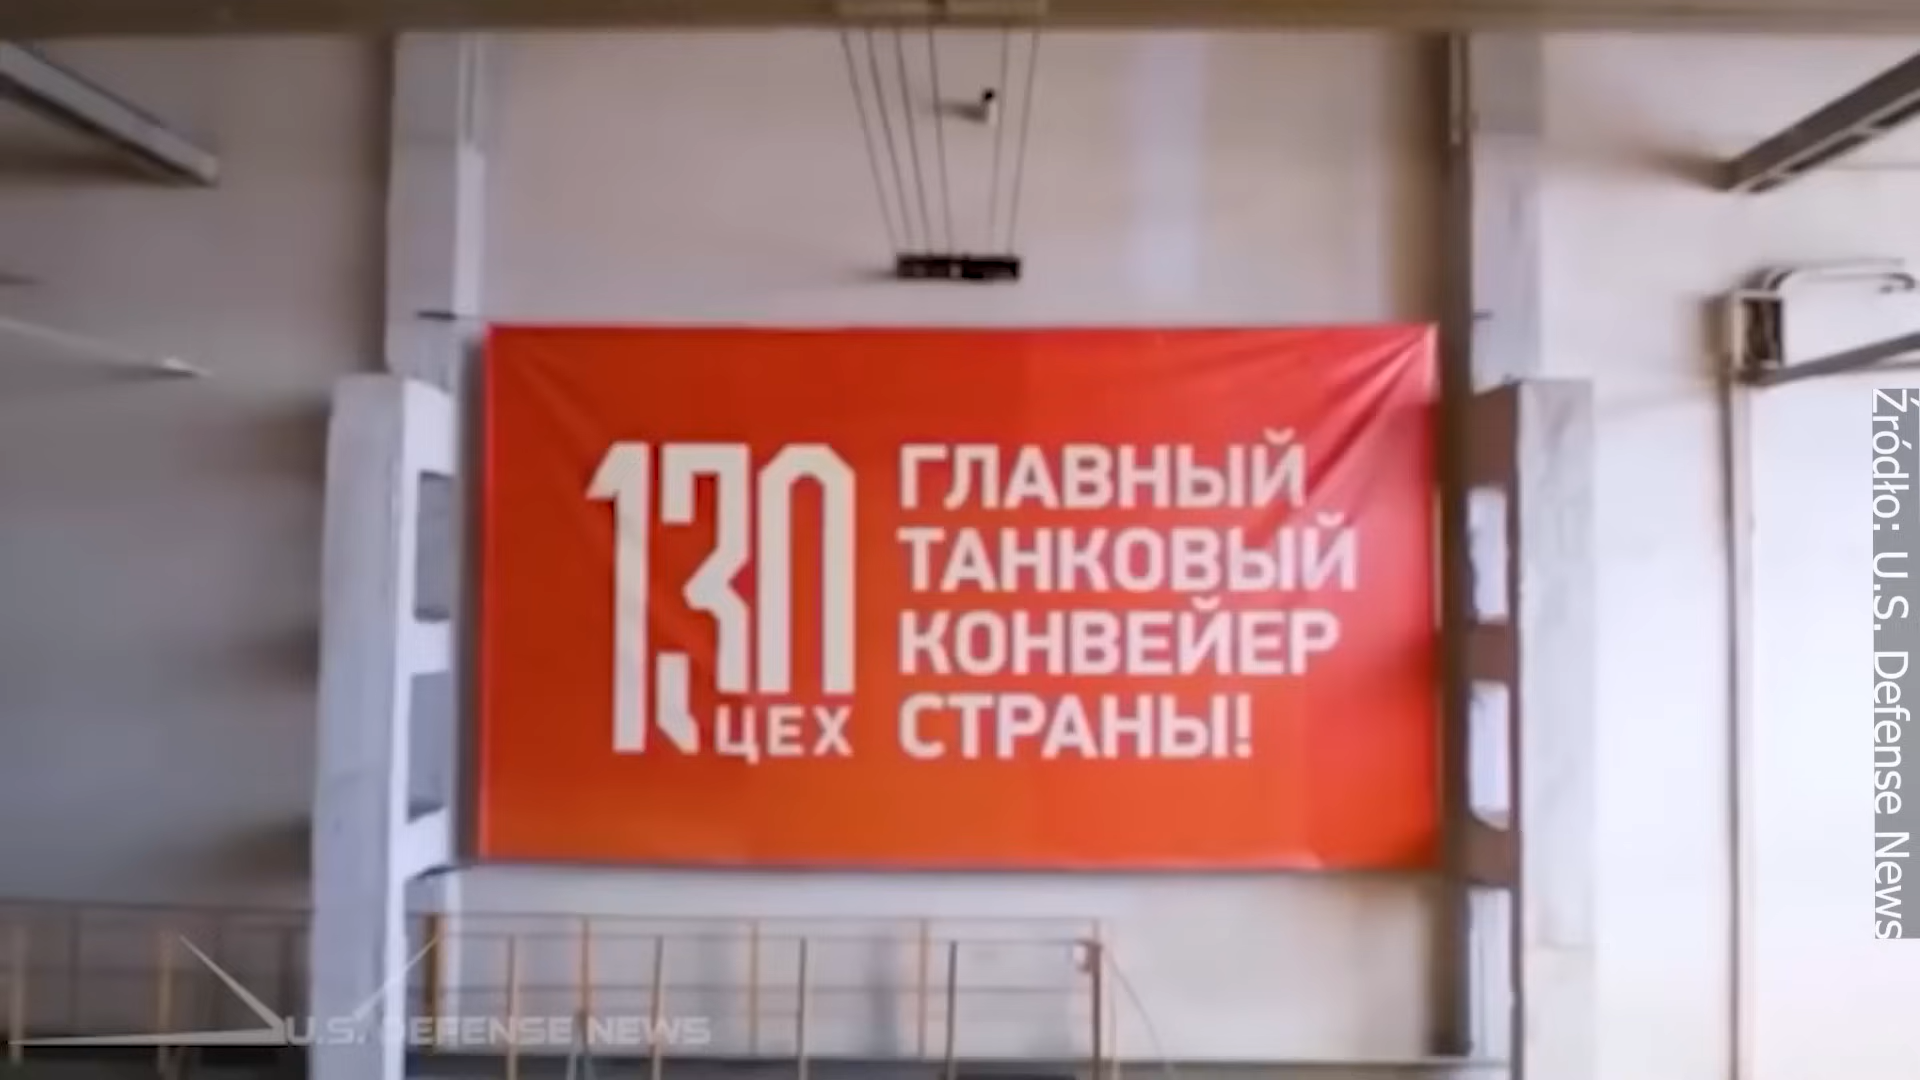 130
ЦЕХ
ГЛАВНЫЙ
ТАНКОВЫЙ
КОНВЕЙЕР
СТРАНЫ!
Źródło: U.S. Defense News
U.S. DEFENSE NEWS